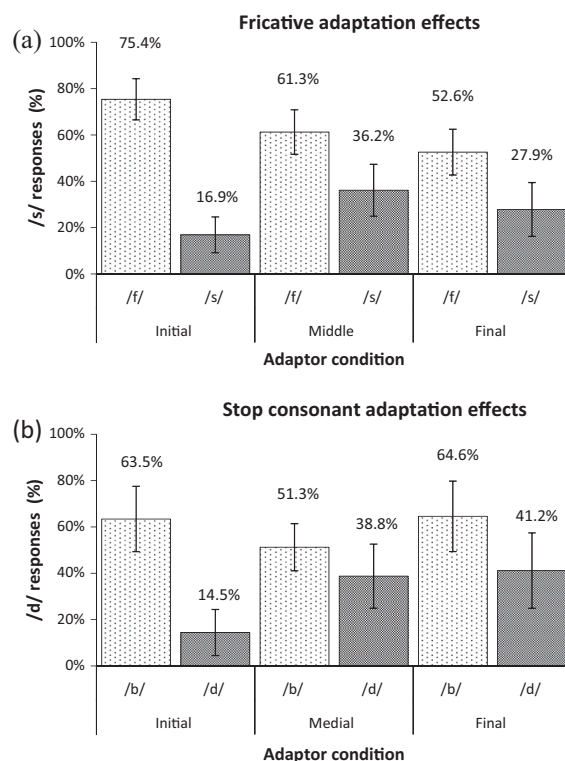 (a)
Fricative adaptation effects
/s/ responses (%)
100%
80%
60%
40%
20%
0%
75.4%
16.9%
61.3%
36.2%
52.6%
27.9%
/f/ /s/ /f/ /s/ /f/ /s/
Initial Middle Final
Adaptor condition
(b)
Stop consonant adaptation effects
/d/ responses (%)
100%
80%
60%
40%
20%
0%
63.5%
14.5%
51.3%
38.8%
64.6%
41.2%
/b/ /d/ /b/ /d/ /b/ /d/
Initial Medial Final
Adaptor condition